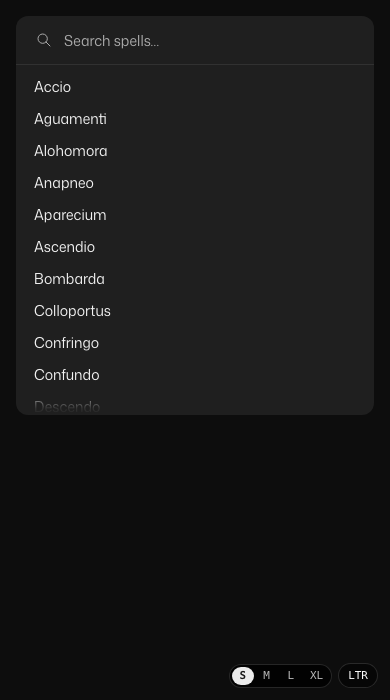 Search spells...
Accio
Aguamenti
Alohomora
Anapneo
Aparecium
Ascendio
Bombarda
Colloportus
Confringo
Confundo
Descendo
S M L XL LTR